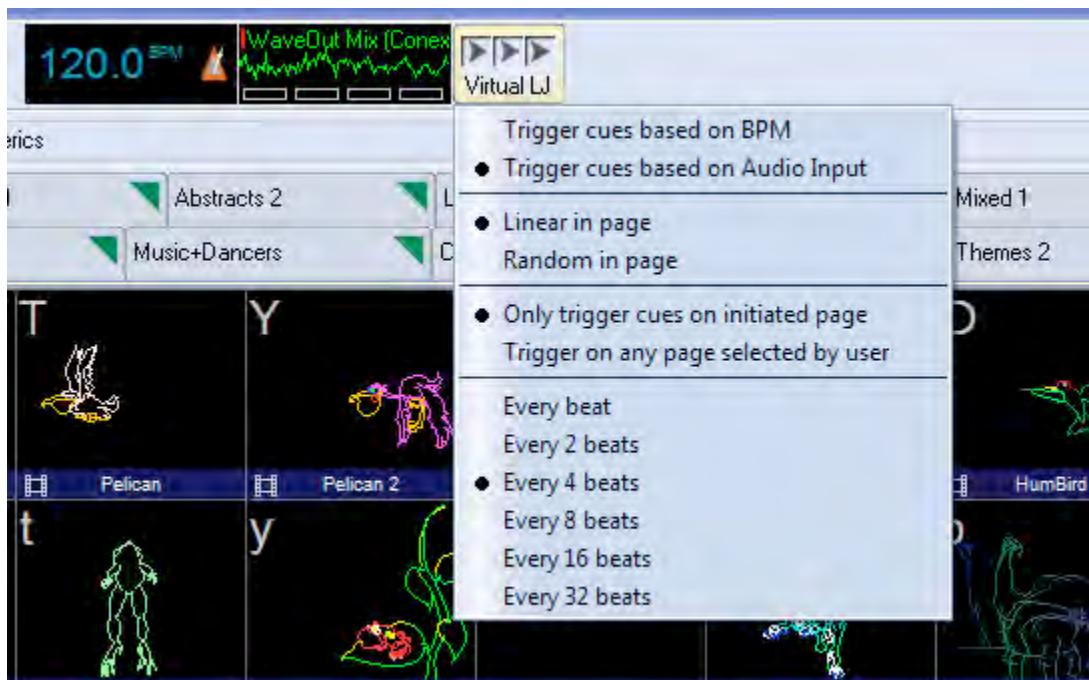 120.0 BPM
WaveOut Mix (Conex
Virtual LJ
Trigger cues based on BPM
Trigger cues based on Audio Input
Linear in page
Random in page
Only trigger cues on initiated page
Trigger on any page selected by user
Every beat
Every 2 beats
Every 4 beats
Every 8 beats
Every 16 beats
Every 32 beats
erics
Abstracts 2
L
Mixed 1
Music+Dancers
C
Themes 2
T
Y
D
Pelican
Pelican 2
HumBird
t
y